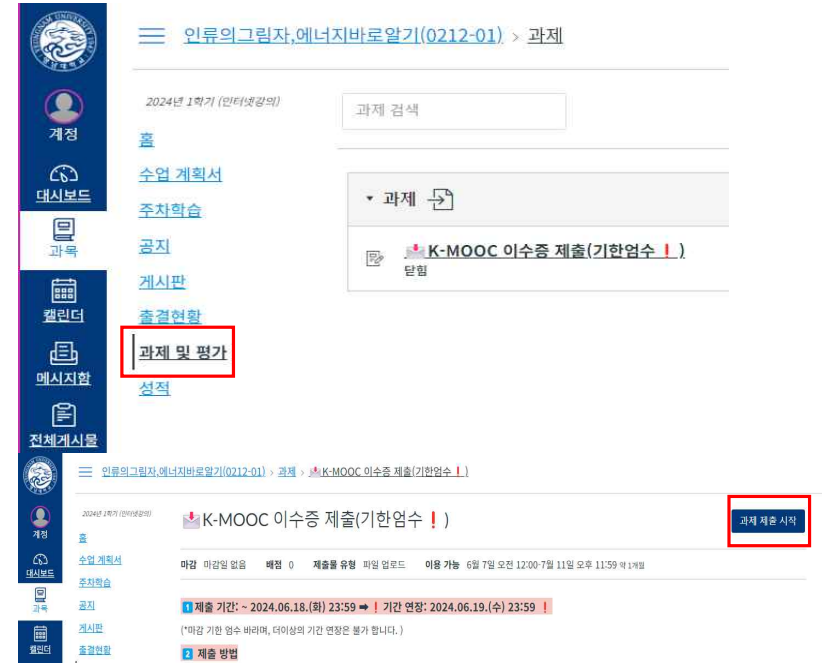 인류의그림자,에너지바로알기(0212-01) > 과제
계정
대시보드
과목
캘린더
메시지함
전체게시물
2024년 1학기 (인터넷강의)
홈
수업 계획서
주차학습
공지
게시판
출결현황
과제 및 평가
성적
과제 검색
과제
K-MOOC 이수증 제출(기한엄수❗)
닫힘
인류의그림자,에너지바로알기(0212-01) > 과제 > K-MOOC 이수증 제출(기한엄수❗)
계정
대시보드
과목
캘린더
2024년 1학기 (인터넷강의)
홈
수업 계획서
주차학습
공지
게시판
출결현황
K-MOOC 이수증 제출(기한엄수❗)
과제 제출 시작
마감 마감일 없음 배점 0 제출물 유형 파일 업로드 이용 가능 6월 7일 오전 12:00-7월 11일 오후 11:59 약 1개월
1 제출 기간: ~ 2024.06.18.(화) 23:59 ➡ ❗ 기간 연장: 2024.06.19.(수) 23:59 ❗
(*마감 기한 엄수 바라며, 더이상의 기간 연장은 불가 합니다. )
2 제출 방법